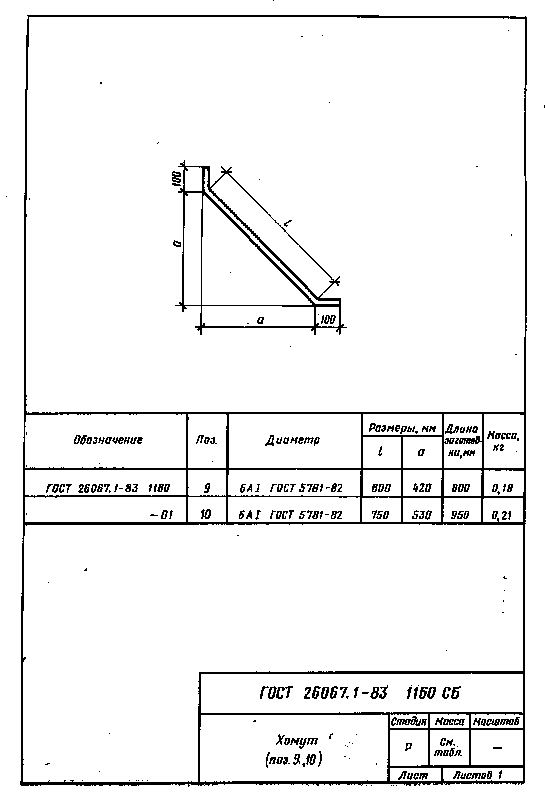 100
a
l
a
100
Обозначение Поз. Диаметр Размеры, мм Длина заготов-ки, мм Масса, кг
l a
ГОСТ 26067.1-83 1160 9 6АI ГОСТ 5781-82 600 420 800 0,18
-01 10 6АI ГОСТ 5781-82 750 530 950 0,21
ГОСТ 26067.1-83 1160 СБ
Хомут
(поз. 9,10)
Стадия Масса Масштаб
Р См. табл. —
Лист Листов 1